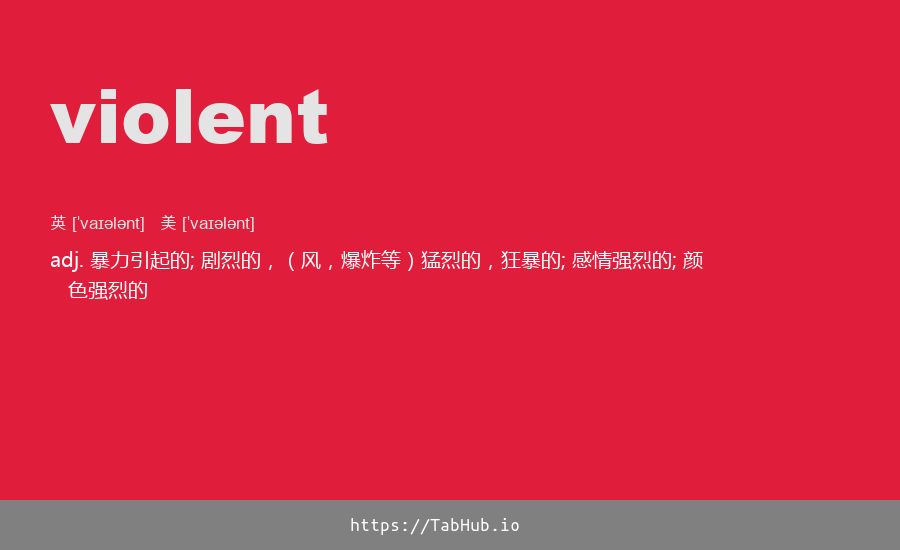 violent
英 [ˈvaɪələnt]   美 [ˈvaɪələnt]
adj. 暴力引起的; 剧烈的，（风，爆炸等）猛烈的，狂暴的; 感情强烈的; 颜
色强烈的
https://TabHub.io